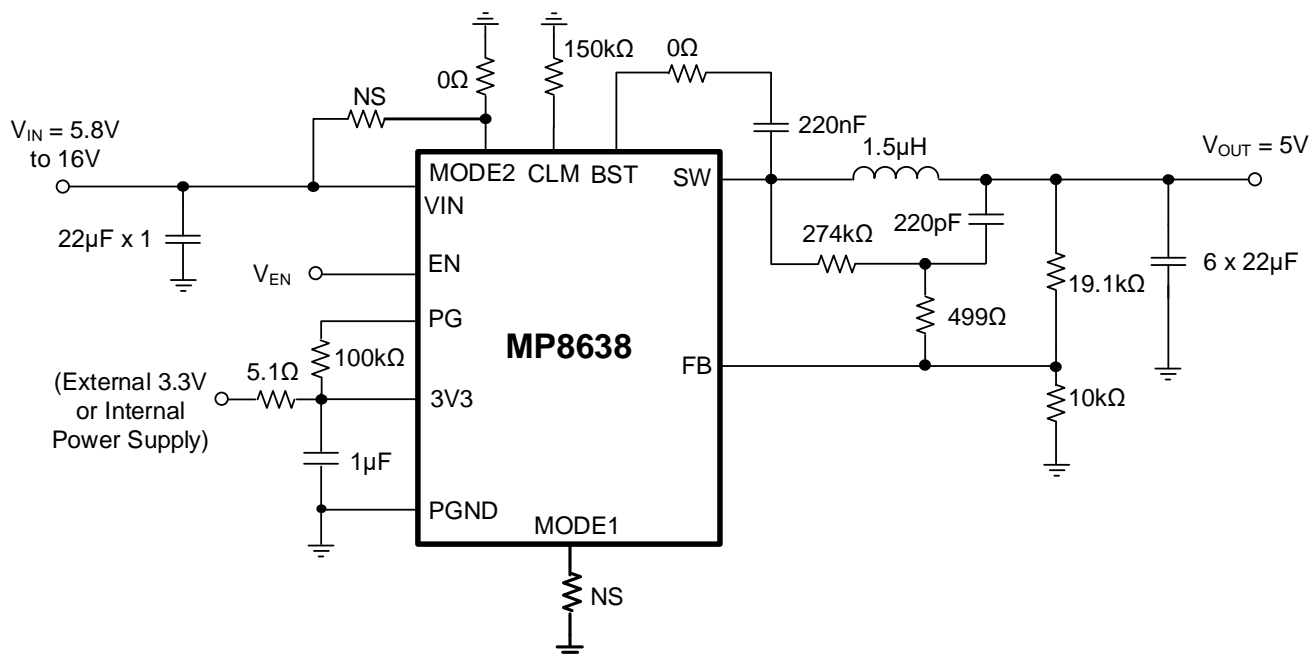 150kΩ
0Ω
0Ω
NS
220nF
V_IN = 5.8V
to 16V
1.5µH
V_OUT = 5V
MODE2
CLM
BST
SW
VIN
22µF x 1
220pF
274kΩ
EN
V_EN
6 x 22µF
19.1kΩ
499Ω
PG
MP8638
100kΩ
FB
5.1Ω
(External 3.3V
or Internal
Power Supply)
3V3
10kΩ
1µF
PGND
MODE1
NS